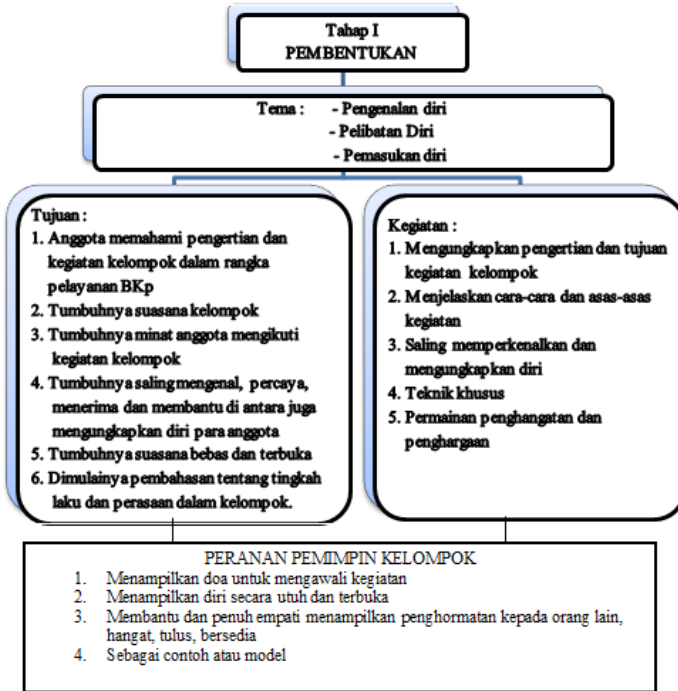 Tahap I
PEMBENTUKAN
Tema : - Pengenalan diri
- Pelibatan Diri
- Pemasukan diri
Tujuan :
1. Anggota memahami pengertian dan
kegiatan kelompok dalam rangka
pelayanan BKp
2. Tumbuhnya suasana kelompok
3. Tumbuhnya minat anggota mengikuti
kegiatan kelompok
4. Tumbuhnya saling mengenal, percaya,
menerima dan membantu di antara juga
mengungkapkan diri para anggota
5. Tumbuhnya suasana bebas dan terbuka
6. Dimulainya pembahasan tentang tingkah
laku dan perasaan dalam kelompok.
Kegiatan :
1. Mengungkapkan pengertian dan tujuan
kegiatan kelompok
2. Menjelaskan cara-cara dan asas-asas
kegiatan
3. Saling memperkenalkan dan
mengungkapkan diri
4. Teknik khusus
5. Permainan penghangatan dan
penghargaan
PERANAN PEMIMPIN KELOMPOK
1. Menampilkan doa untuk mengawali kegiatan
2. Menampilkan diri secara utuh dan terbuka
3. Membantu dan penuh empati menampilkan penghormatan kepada orang lain,
hangat, tulus, bersedia
4. Sebagai contoh atau model